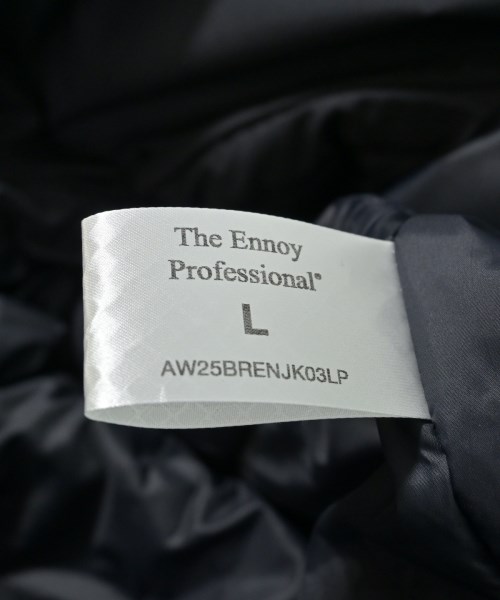 The Ennoy
Professional®
L
AW25BRENJK03LP